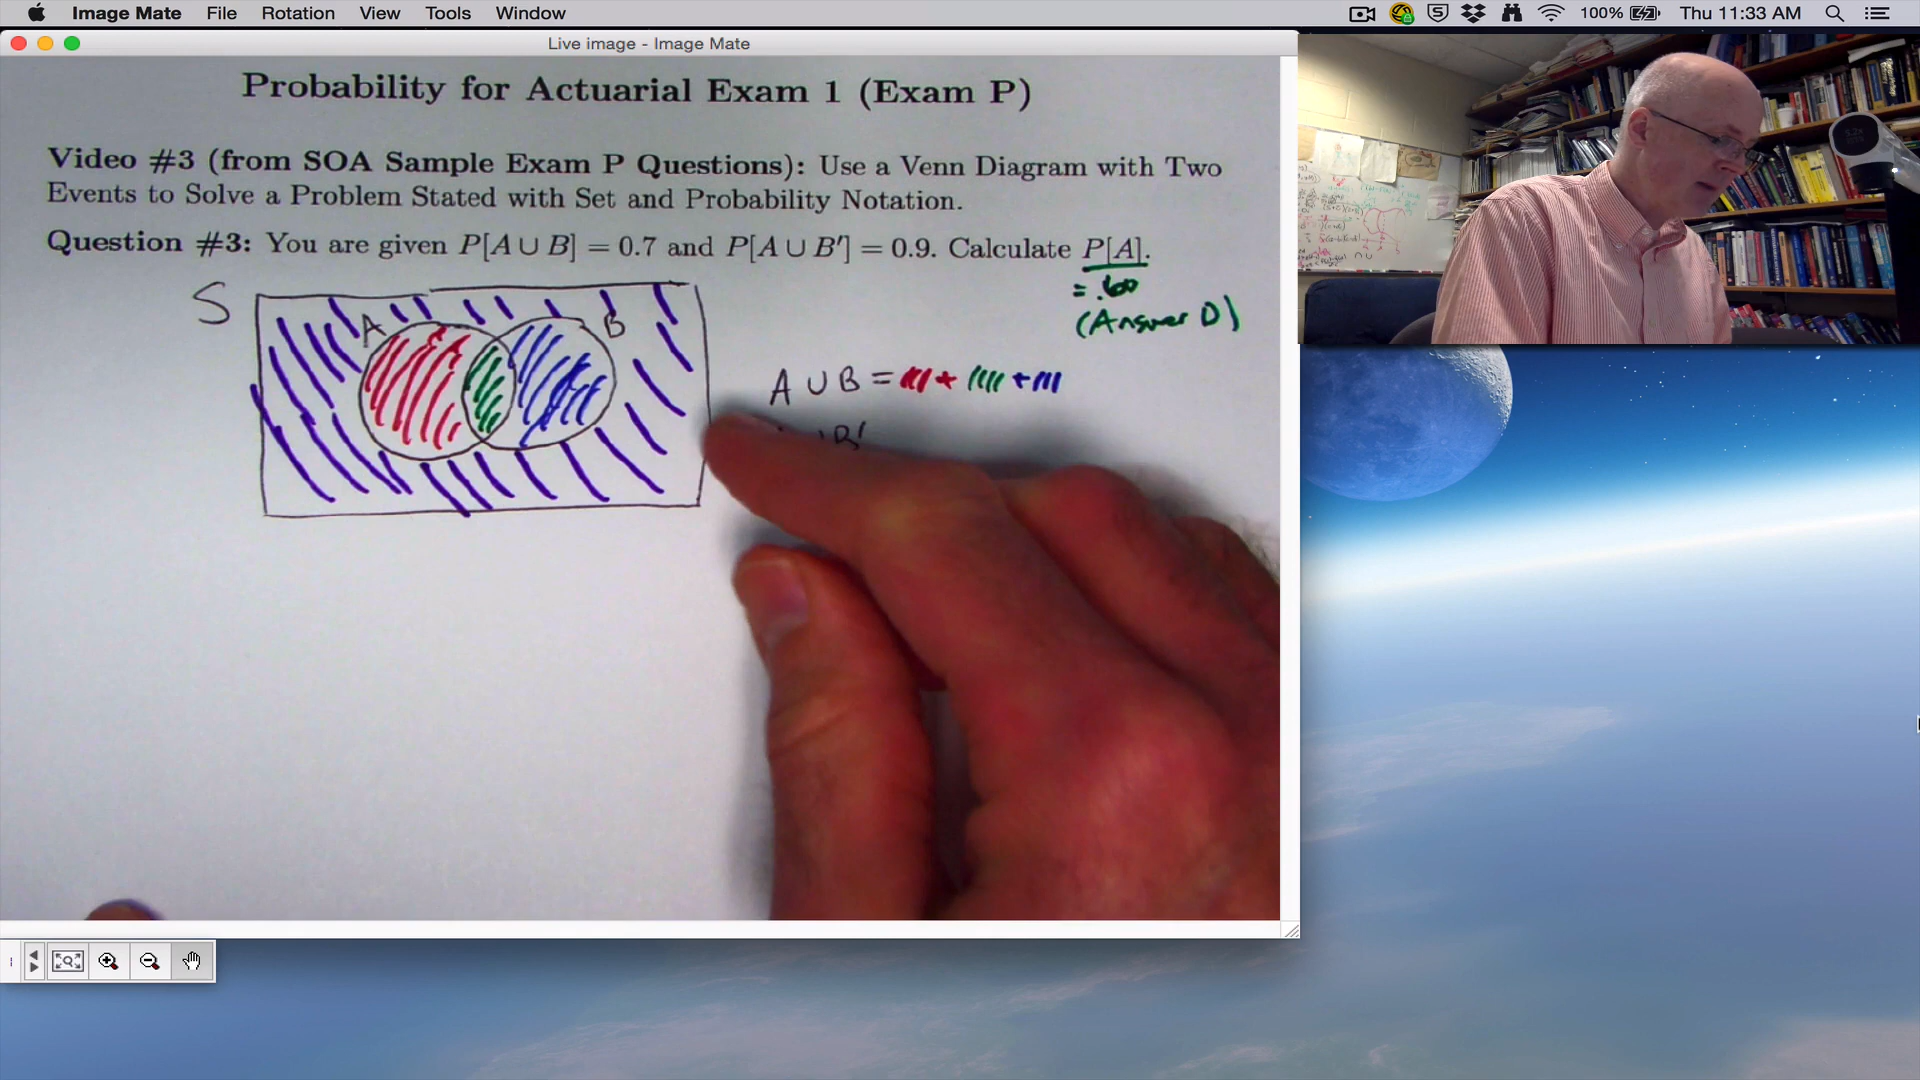 Image Mate File Rotation View Tools Window 100% Thu 11:33 AM
Live image - Image Mate
Probability for Actuarial Exam 1 (Exam P)
Video #3 (from SOA Sample Exam P Questions): Use a Venn Diagram with Two
Events to Solve a Problem Stated with Set and Probability Notation.
Question #3: You are given P[A ∪ B] = 0.7 and P[A ∪ B′] = 0.9. Calculate P[A].
= .60
(Answer D)
S
A
B
A ∪ B = + +
B'